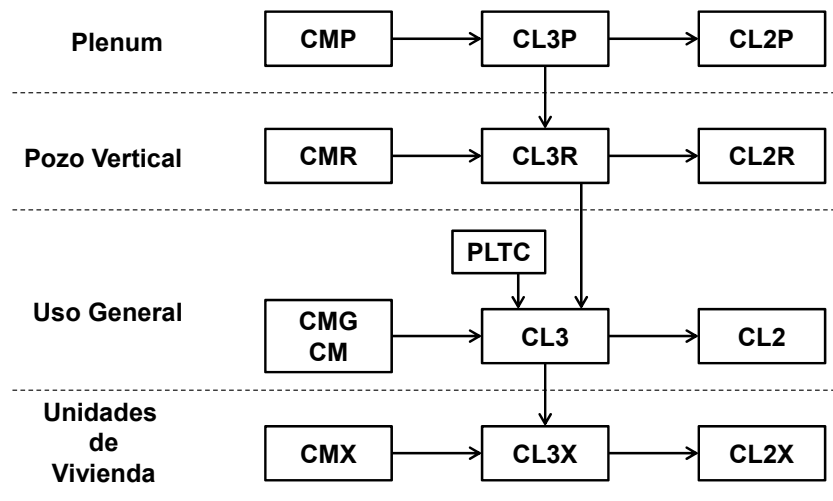 Plenum
CMP
CL3P
CL2P
Pozo Vertical
CMR
CL3R
CL2R
PLTC
Uso General
CMG
CM
CL3
CL2
Unidades
de
Vivienda
CMX
CL3X
CL2X